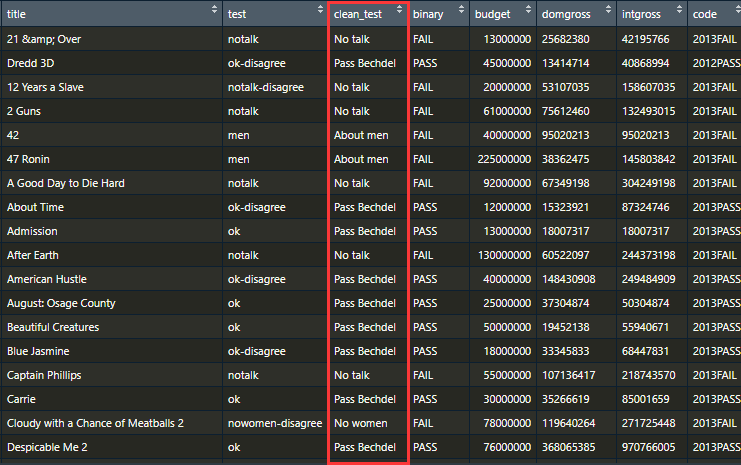 title test clean_test binary budget domgross intgross code
21 &amp; Over notalk No talk FAIL 13000000 25682380 42195766 2013FAIL
Dredd 3D ok-disagree Pass Bechdel PASS 45000000 13414714 40868994 2012PASS
12 Years a Slave notalk-disagree No talk FAIL 20000000 53107035 158607035 2013FAIL
2 Guns notalk No talk FAIL 61000000 75612460 132493015 2013FAIL
42 men About men FAIL 40000000 95020213 95020213 2013FAIL
47 Ronin men About men FAIL 225000000 38362475 145803842 2013FAIL
A Good Day to Die Hard notalk No talk FAIL 92000000 67349198 304249198 2013FAIL
About Time ok-disagree Pass Bechdel PASS 12000000 15323921 87324746 2013PASS
Admission ok Pass Bechdel PASS 13000000 18007317 18007317 2013PASS
After Earth notalk No talk FAIL 130000000 60522097 244373198 2013FAIL
American Hustle ok-disagree Pass Bechdel PASS 40000000 148430908 249484909 2013PASS
August: Osage County ok Pass Bechdel PASS 25000000 37304874 50304874 2013PASS
Beautiful Creatures ok Pass Bechdel PASS 50000000 19452138 55940671 2013PASS
Blue Jasmine ok-disagree Pass Bechdel PASS 18000000 33345833 68447831 2013PASS
Captain Phillips notalk No talk FAIL 55000000 107136417 218743570 2013FAIL
Carrie ok Pass Bechdel PASS 30000000 35266619 85001659 2013PASS
Cloudy with a Chance of Meatballs 2 nowomen-disagree No women FAIL 78000000 119640264 271725448 2013FAIL
Despicable Me 2 ok Pass Bechdel PASS 76000000 368065385 970766005 2013PASS